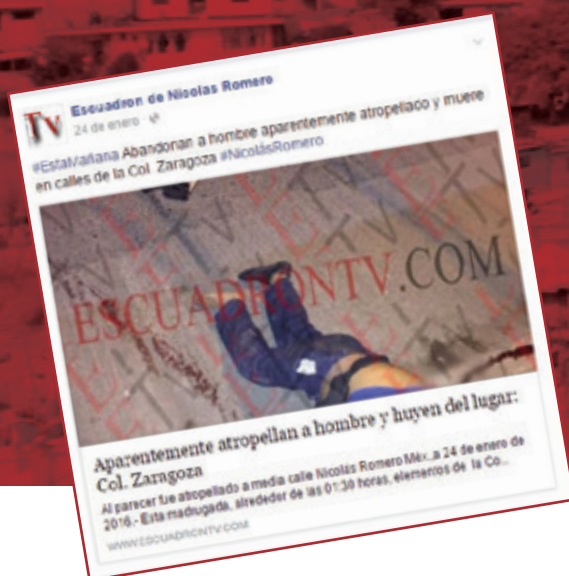 Tv
Escuadron de Nicolas Romero
24 de enero
#EstaMañana Abandonan a hombre aparentemente atropellado y muere
en calles de la Col. Zaragoza #NicolásRomero
ESCUADRONTV.COM
Aparentemente atropellan a hombre y huyen del lugar:
Col. Zaragoza
Al parecer fue atropellado a media calle Nicolás Romero Méx.,a 24 de enero de
2016.- Esta madrugada, alrededor de las 01:30 horas, elementos de la Co...
WWW.ESCUADRONTV.COM